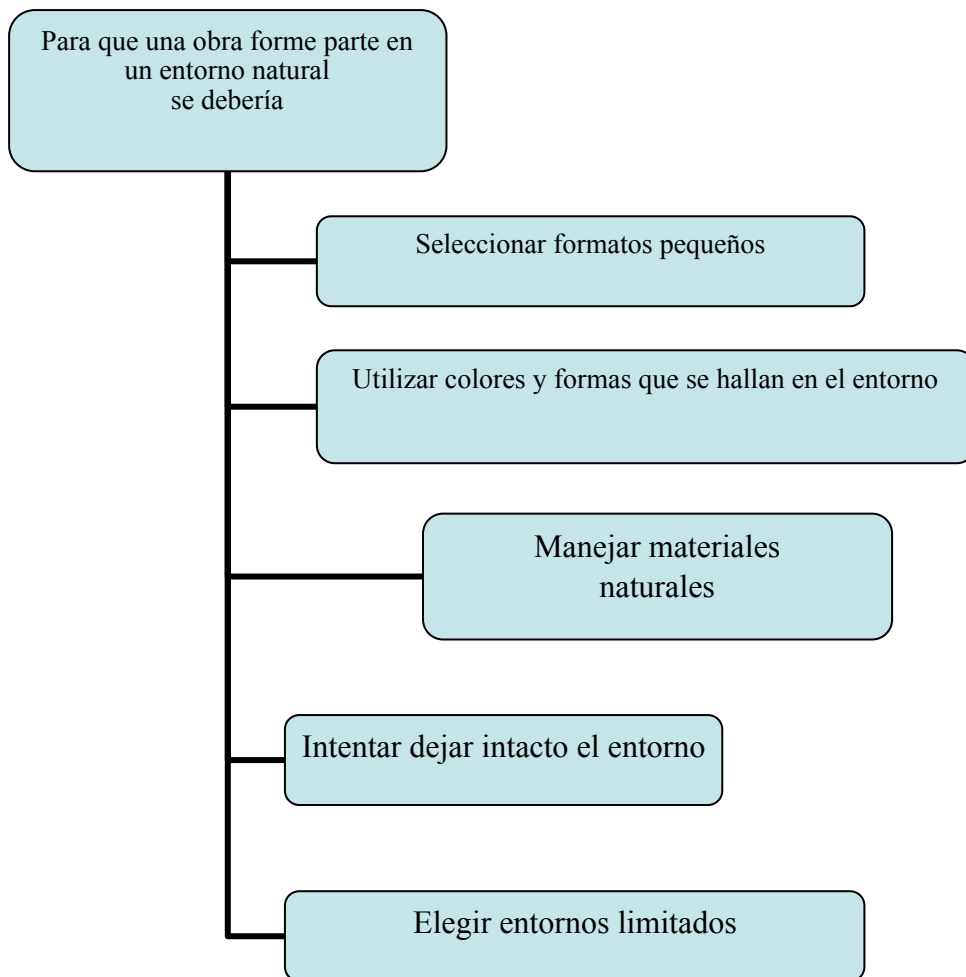 Para que una obra forme parte en
un entorno natural
se debería
Seleccionar formatos pequeños
Utilizar colores y formas que se hallan en el entorno
Manejar materiales
naturales
Intentar dejar intacto el entorno
Elegir entornos limitados